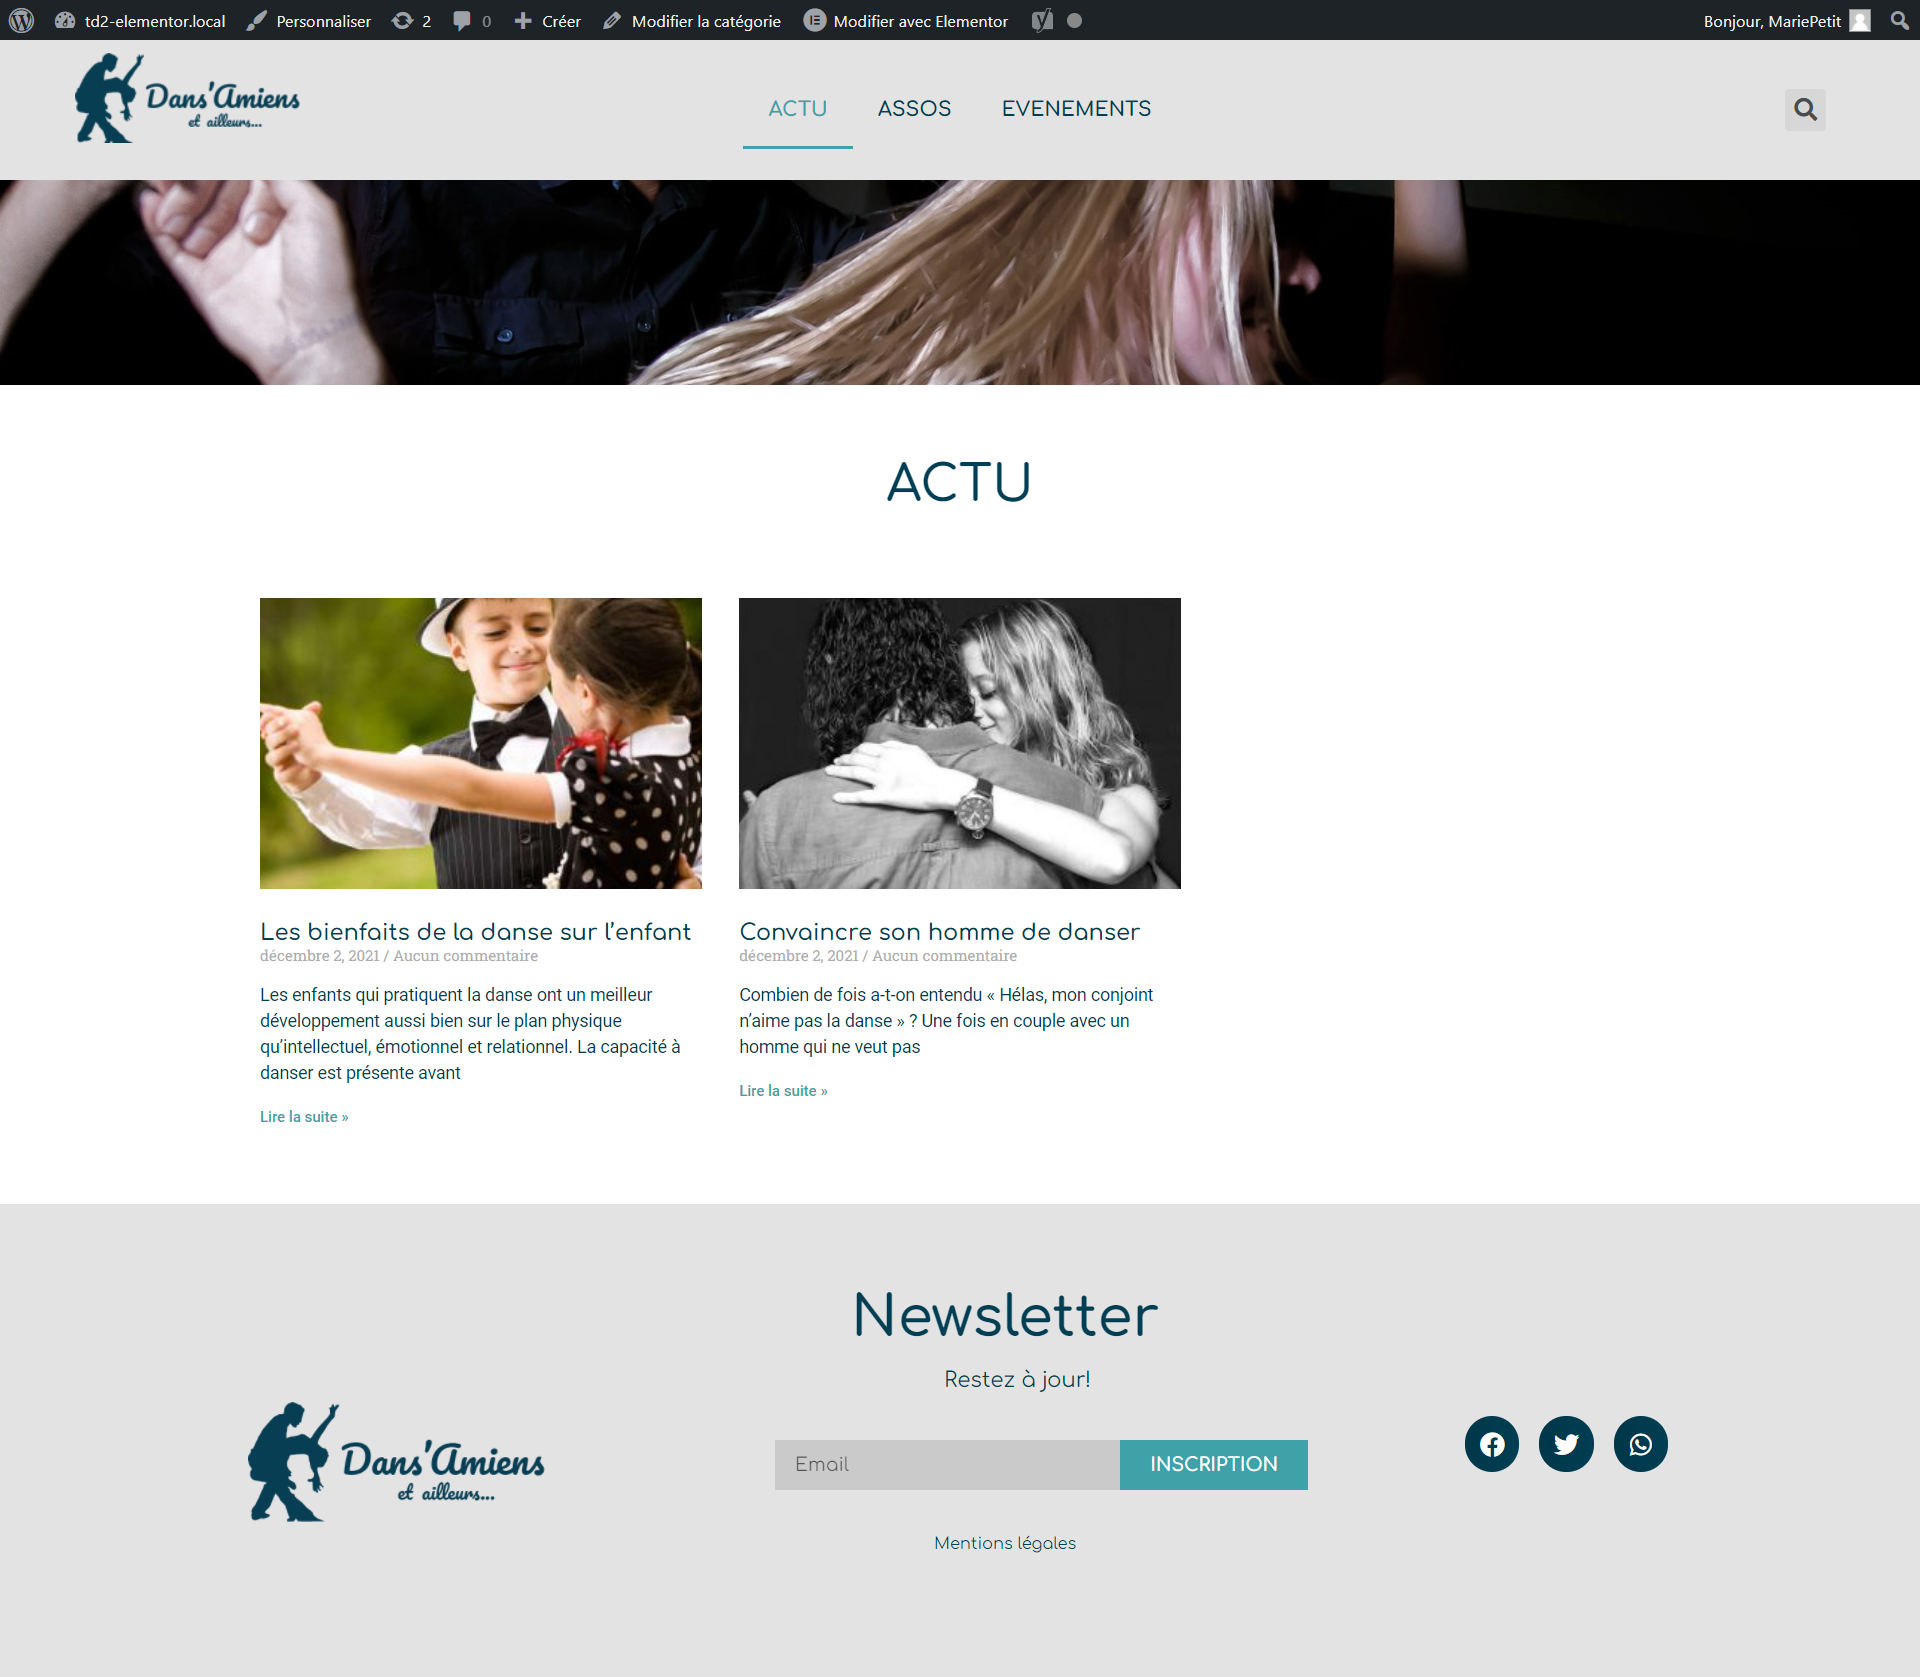 td2-elementor.local Personnaliser 2 0 Créer Modifier la catégorie Modifier avec Elementor Bonjour, MariePetit
Dans'Amiens
et ailleurs...
ACTU ASSOS EVENEMENTS
ACTU
Les bienfaits de la danse sur l’enfant
décembre 2, 2021 / Aucun commentaire
Les enfants qui pratiquent la danse ont un meilleur
développement aussi bien sur le plan physique
qu’intellectuel, émotionnel et relationnel. La capacité à
danser est présente avant
Lire la suite »
Convaincre son homme de danser
décembre 2, 2021 / Aucun commentaire
Combien de fois a-t-on entendu « Hélas, mon conjoint
n’aime pas la danse » ? Une fois en couple avec un
homme qui ne veut pas
Lire la suite »
Dans'Amiens
et ailleurs...
Newsletter
Restez à jour!
Email INSCRIPTION
Mentions légales